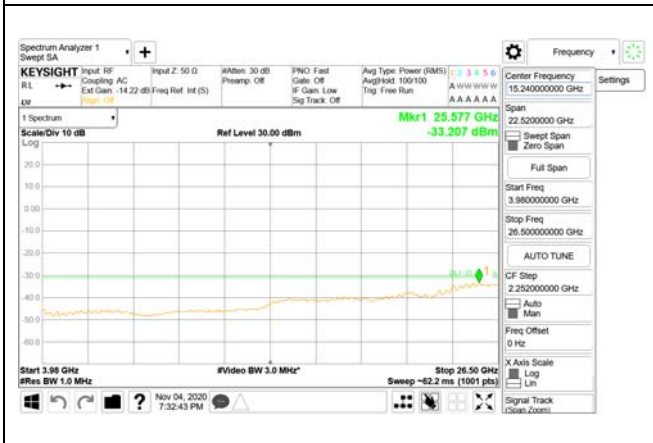 Spectrum Analyzer 1
Swept SA
+
Frequency
KEYSIGHT Input: RF Input Z: 50 Ω #Atten: 30 dB PNO: Fast Avg Type: Power (RMS) 1 2 3 4 5 6
RL Coupling: AC Preamp: Off Gate: Off Avg|Hold: 100/100 A W W W W W
Ext Gain: -14.22 dB Freq Ref: Int (S) IF Gain: Low Trig: Free Run
Align: Off Sig Track: Off A A A A A A
1 Spectrum
Mkr1 25.577 GHz
Scale/Div 10 dB Ref Level 30.00 dBm -33.207 dBm
Log
20.0
10.0
0.00
-10.0
-20.0
-30.0
1
-40.0
-50.0
-60.0
Start 3.98 GHz #Video BW 3.0 MHz* Stop 26.50 GHz
#Res BW 1.0 MHz Sweep ~62.2 ms (1001 pts)
? Nov 04, 2020
7:32:43 PM
Center Frequency
15.240000000 GHz
Settings
Span
22.5200000 GHz
Swept Span
Zero Span
Full Span
Start Freq
3.980000000 GHz
Stop Freq
26.500000000 GHz
AUTO TUNE
CF Step
2.252000000 GHz
Auto
Man
Freq Offset
0 Hz
X Axis Scale
Log
Lin
Signal Track
(Span Zoom)